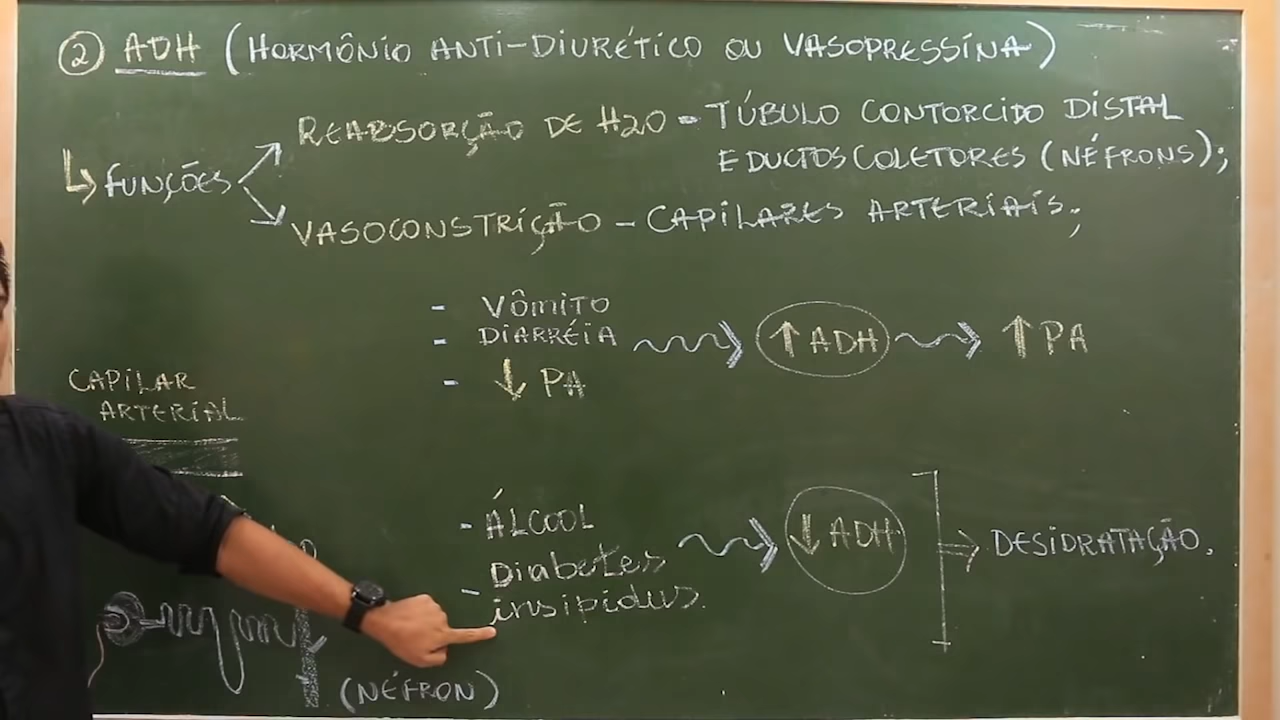 ② ADH (HORMÔNIO ANTI-DIURÉTICO OU VASOPRESSINA)
↳ FUNÇÕES
REABSORÇÃO DE H2O - TÚBULO CONTORCIDO DISTAL
E DUCTOS COLETORES (NÉFRONS);
VASOCONSTRIÇÃO - CAPILARES ARTERIAIS;
- VÔMITO
- DIARRÉIA
- ↓ PA
↑ ADH
↑ PA
CAPILAR
ARTERIAL
- ÁLCOOL
- Diabetes
insipidus.
↓ ADH
⇒ DESIDRATAÇÃO.
(NÉFRON)